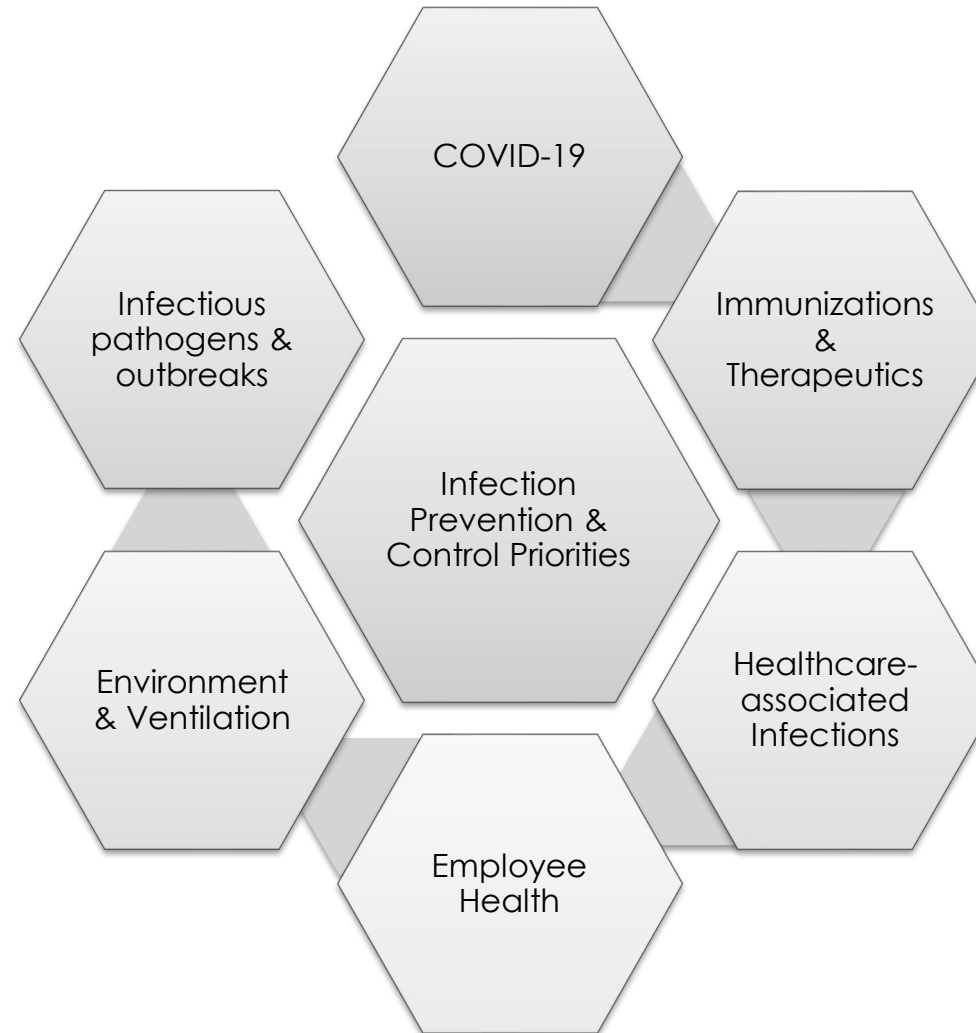 COVID-19
Immunizations
&
Therapeutics
Healthcare-
associated
Infections
Employee
Health
Environment
& Ventilation
Infectious
pathogens &
outbreaks
Infection
Prevention &
Control Priorities